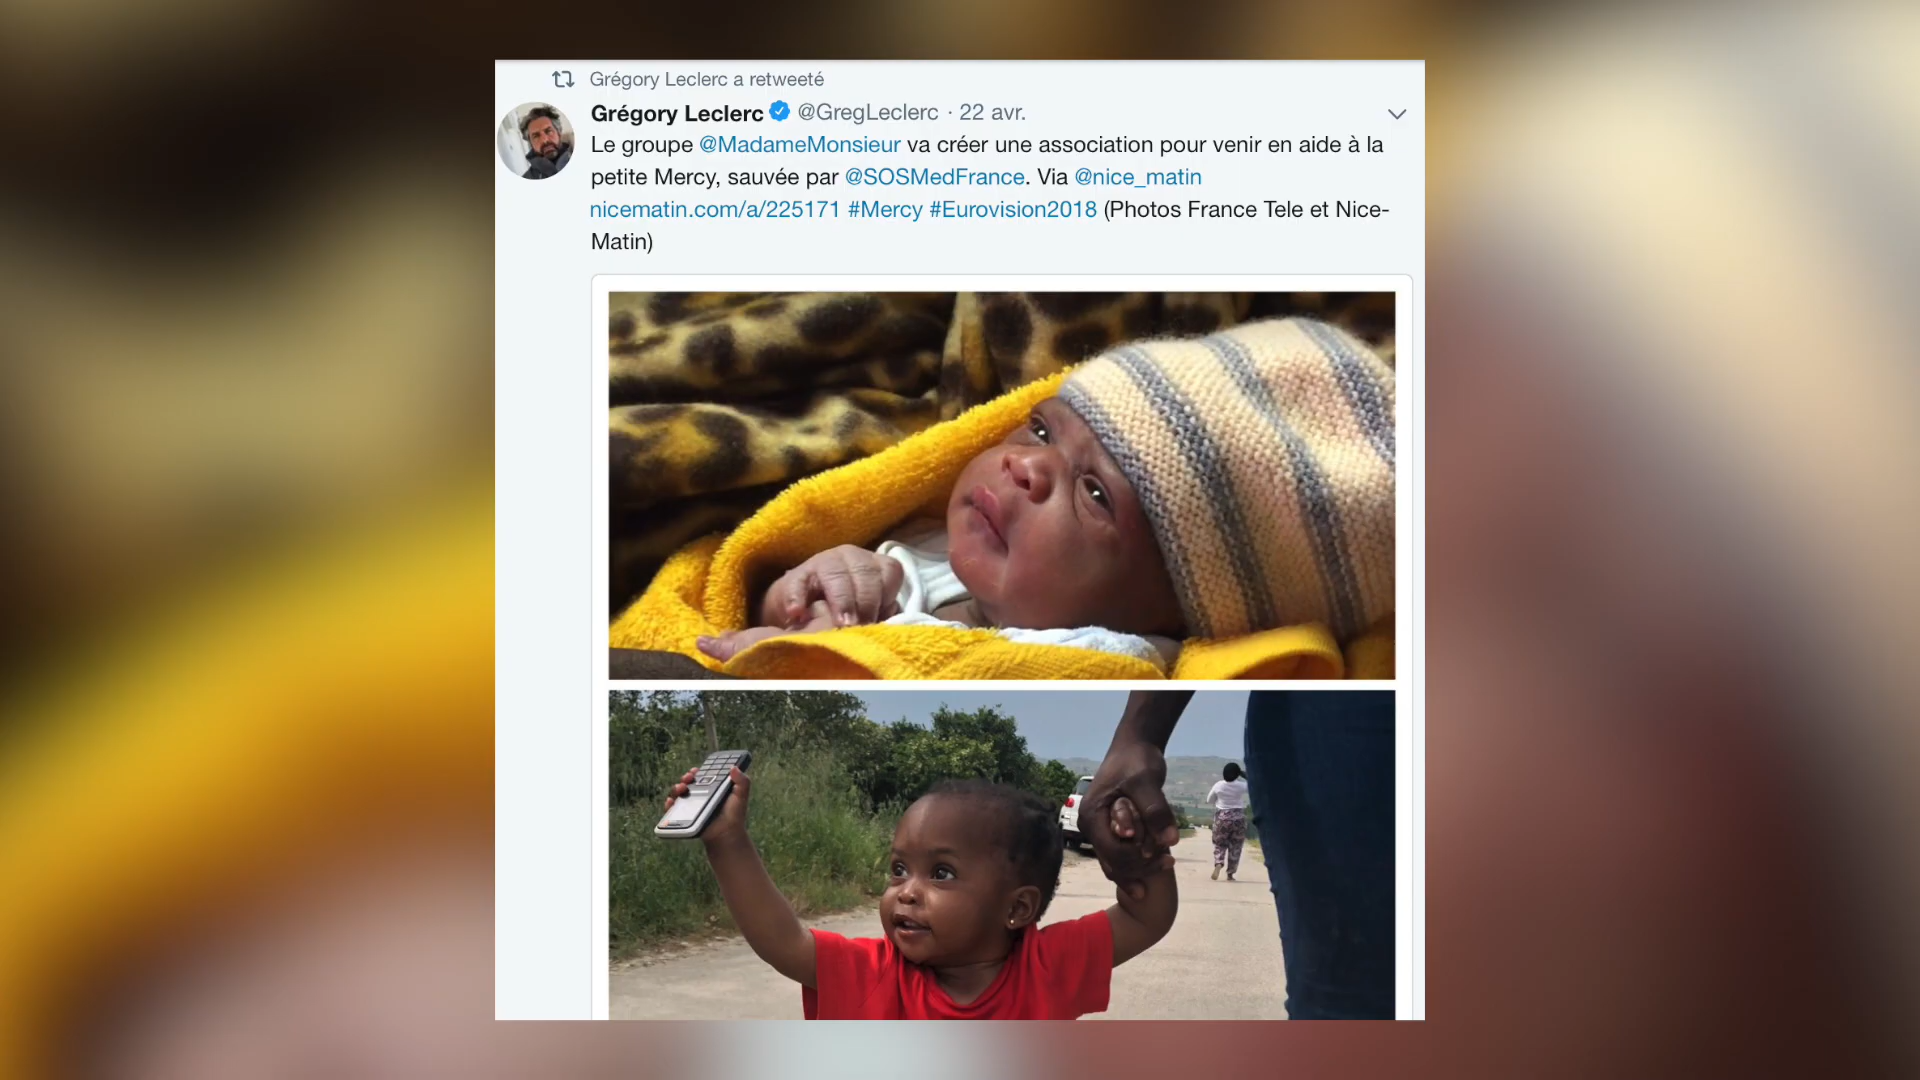 Grégory Leclerc a retweeté
Grégory Leclerc @GregLeclerc · 22 avr.
Le groupe @MadameMonsieur va créer une association pour venir en aide à la
petite Mercy, sauvée par @SOSMedFrance. Via @nice_matin
nicematin.com/a/225171 #Mercy #Eurovision2018 (Photos France Tele et Nice-
Matin)